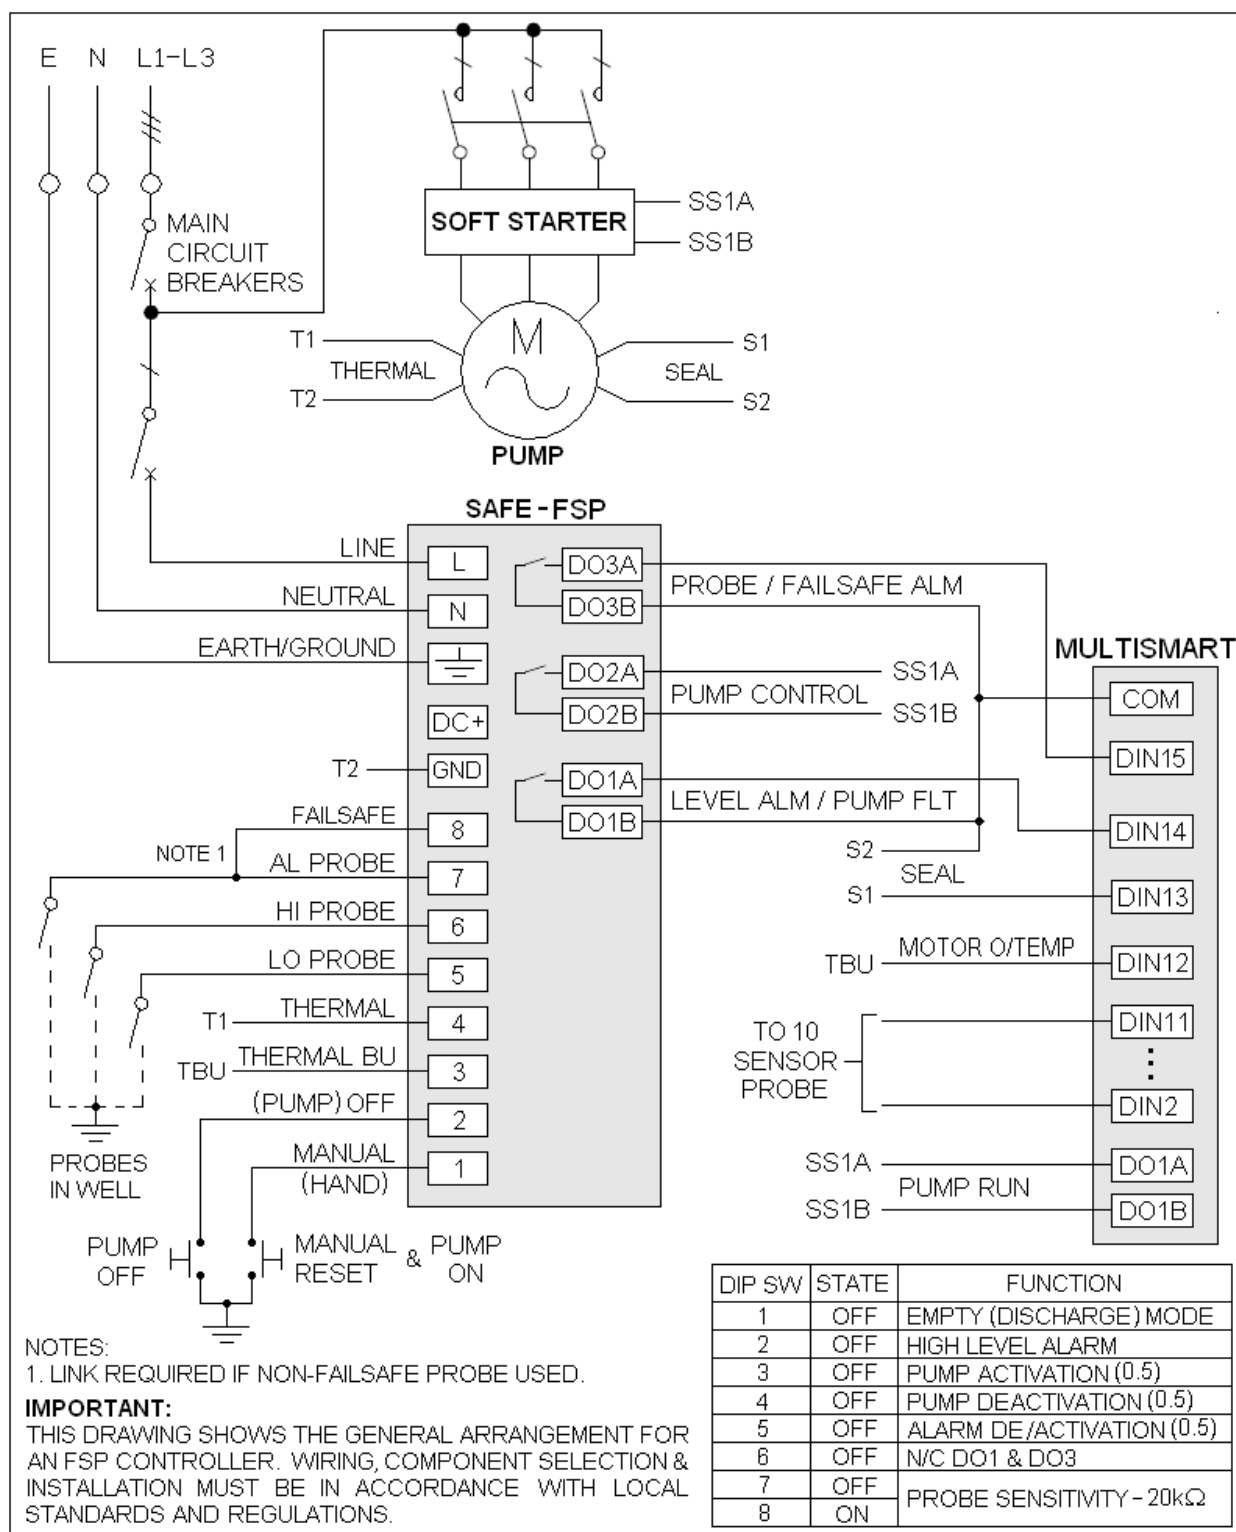 E N L1-L3
MAIN
CIRCUIT
BREAKERS
SOFT STARTER
SS1A
SS1B
M
T1
THERMAL
T2
S1
SEAL
S2
PUMP
SAFE-FSP
LINE
L
NEUTRAL
N
EARTH/GROUND
DC+
T2
GND
FAILSAFE
8
NOTE 1
AL PROBE
7
HI PROBE
6
LO PROBE
5
T1
THERMAL
4
TBU
THERMAL BU
3
(PUMP) OFF
2
MANUAL
(HAND)
1
PROBES
IN WELL
PUMP
OFF
MANUAL
RESET
& PUMP
ON
DO3A
PROBE / FAILSAFE ALM
DO3B
DO2A
SS1A
PUMP CONTROL
DO2B
SS1B
DO1A
LEVEL ALM / PUMP FLT
DO1B
MULTISMART
COM
DIN15
DIN14
S2
SEAL
S1
DIN13
TBU
MOTOR O/TEMP
DIN12
TO 10
SENSOR
PROBE
DIN11
DIN2
SS1A
DO1A
PUMP RUN
SS1B
DO1B
NOTES:
1. LINK REQUIRED IF NON-FAILSAFE PROBE USED.
IMPORTANT:
THIS DRAWING SHOWS THE GENERAL ARRANGEMENT FOR
AN FSP CONTROLLER. WIRING, COMPONENT SELECTION &
INSTALLATION MUST BE IN ACCORDANCE WITH LOCAL
STANDARDS AND REGULATIONS.
DIP SW STATE FUNCTION
1 OFF EMPTY (DISCHARGE) MODE
2 OFF HIGH LEVEL ALARM
3 OFF PUMP ACTIVATION (0.5)
4 OFF PUMP DEACTIVATION (0.5)
5 OFF ALARM DE/ACTIVATION (0.5)
6 OFF N/C DO1 & DO3
7 OFF PROBE SENSITIVITY - 20kΩ
8 ON